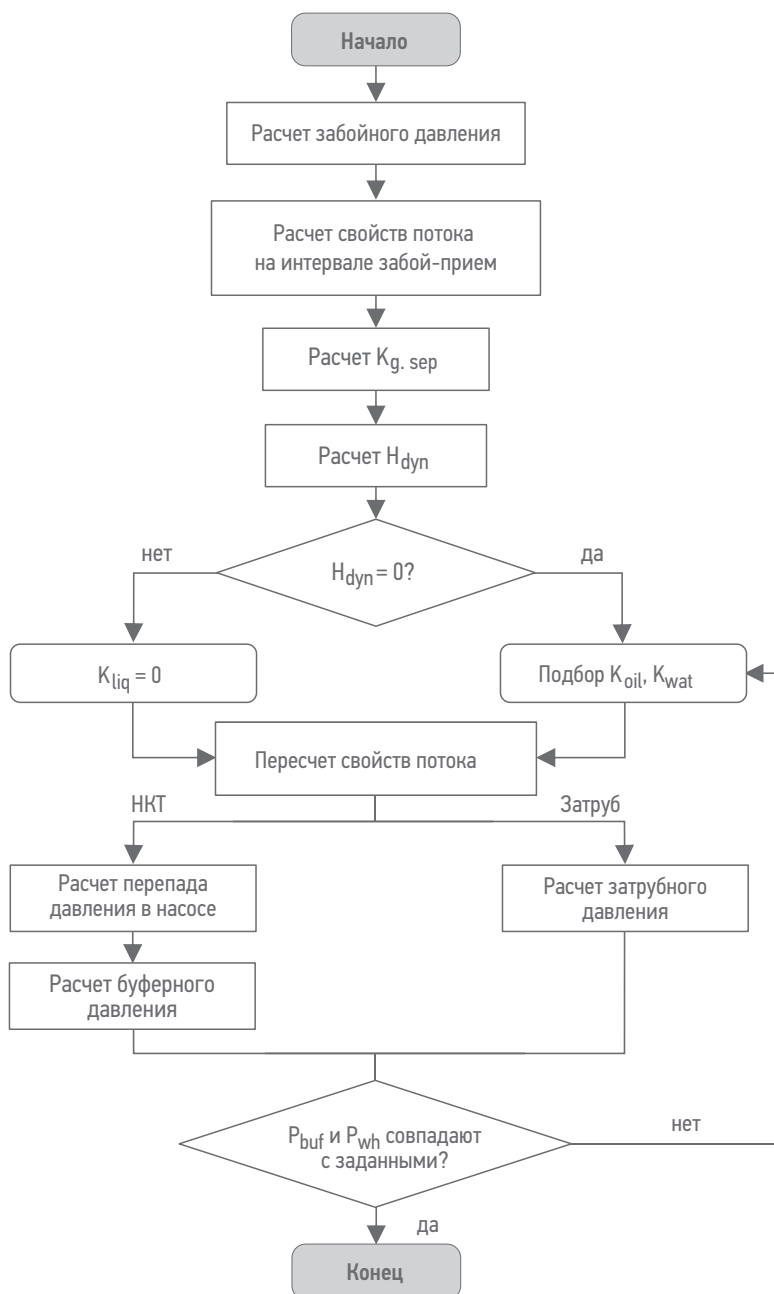 Начало
Расчет забойного давления
Расчет свойств потока
на интервале забой-прием
Расчет Kg. sep
Расчет Hdyn
нет
да
Hdyn = 0?
Kliq = 0
Подбор Koil, Kwat
Пересчет свойств потока
НКТ
Затруб
Расчет перепада
давления в насосе
Расчет затрубного
давления
Расчет буферного
давления
Pbuf и Pwh совпадают
с заданными?
нет
да
Конец